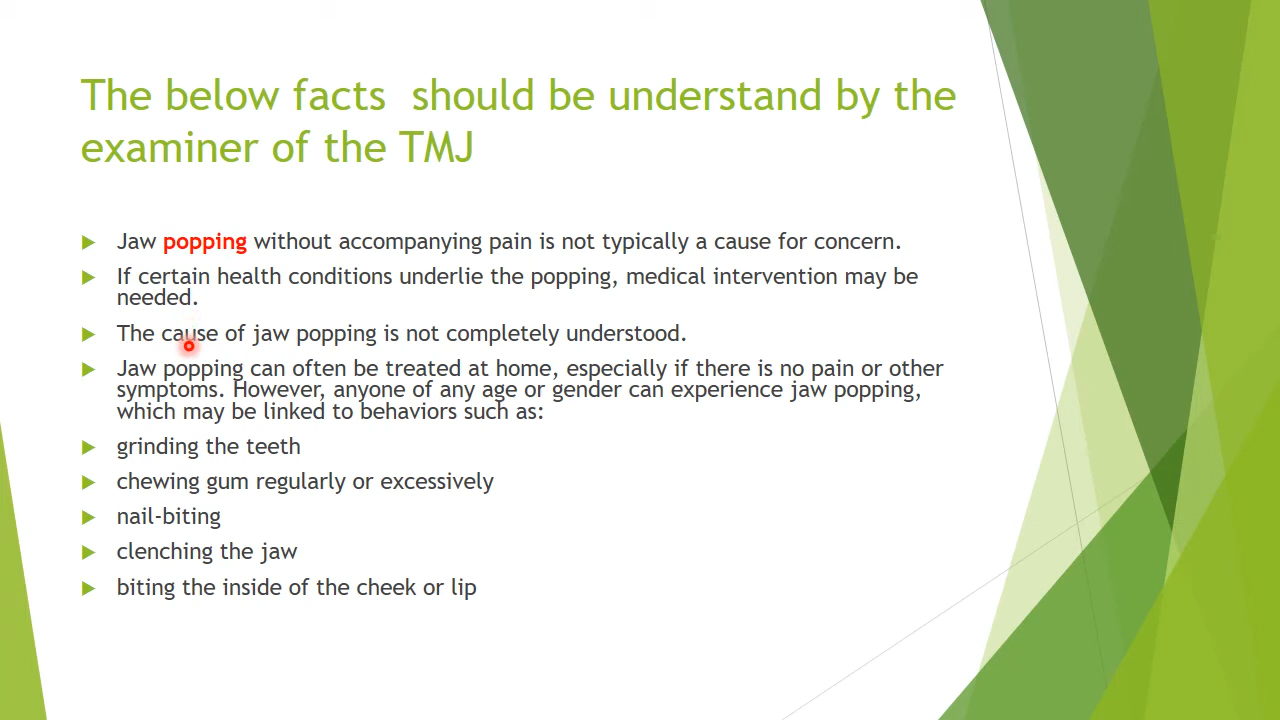 The below facts  should be understand by the
examiner of the TMJ
Jaw popping without accompanying pain is not typically a cause for concern.
If certain health conditions underlie the popping, medical intervention may be
needed.
The cause of jaw popping is not completely understood.
Jaw popping can often be treated at home, especially if there is no pain or other
symptoms. However, anyone of any age or gender can experience jaw popping,
which may be linked to behaviors such as:
grinding the teeth
chewing gum regularly or excessively
nail-biting
clenching the jaw
biting the inside of the cheek or lip